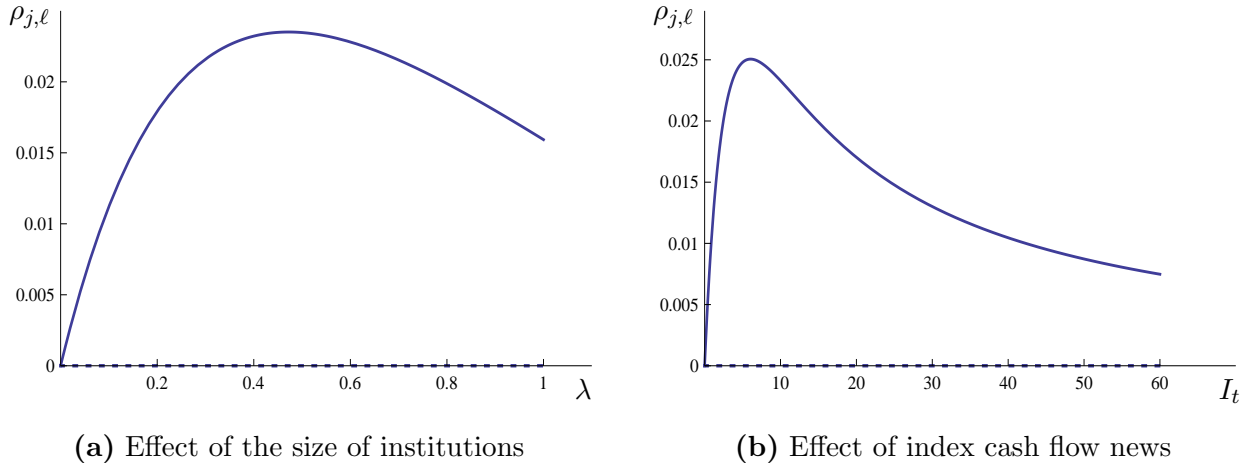 ρj,ℓ
0.02
0.015
0.01
0.005
0
0.2 0.4 0.6 0.8 1
λ
(a) Effect of the size of institutions
ρj,ℓ
0.025
0.02
0.015
0.01
0.005
0
10 20 30 40 50 60
It
(b) Effect of index cash flow news